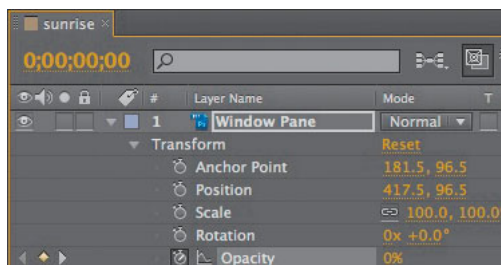 sunrise
0;00;00;00
# Layer Name Mode T
1 Window Pane Normal
Transform Reset
Anchor Point 181.5, 96.5
Position 417.5, 96.5
Scale 100.0, 100.0
Rotation 0x +0.0°
Opacity 0%